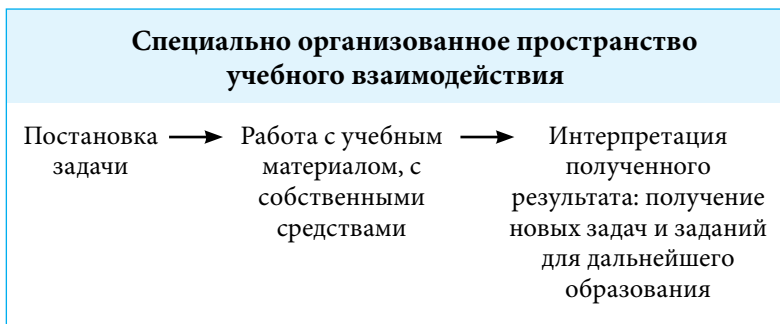 Специально организованное пространство
учебного взаимодействия
Постановка
задачи
Работа с учебным
материалом, с
собственными
средствами
Интерпретация
полученного
результата: получение
новых задач и заданий
для дальнейшего
образования